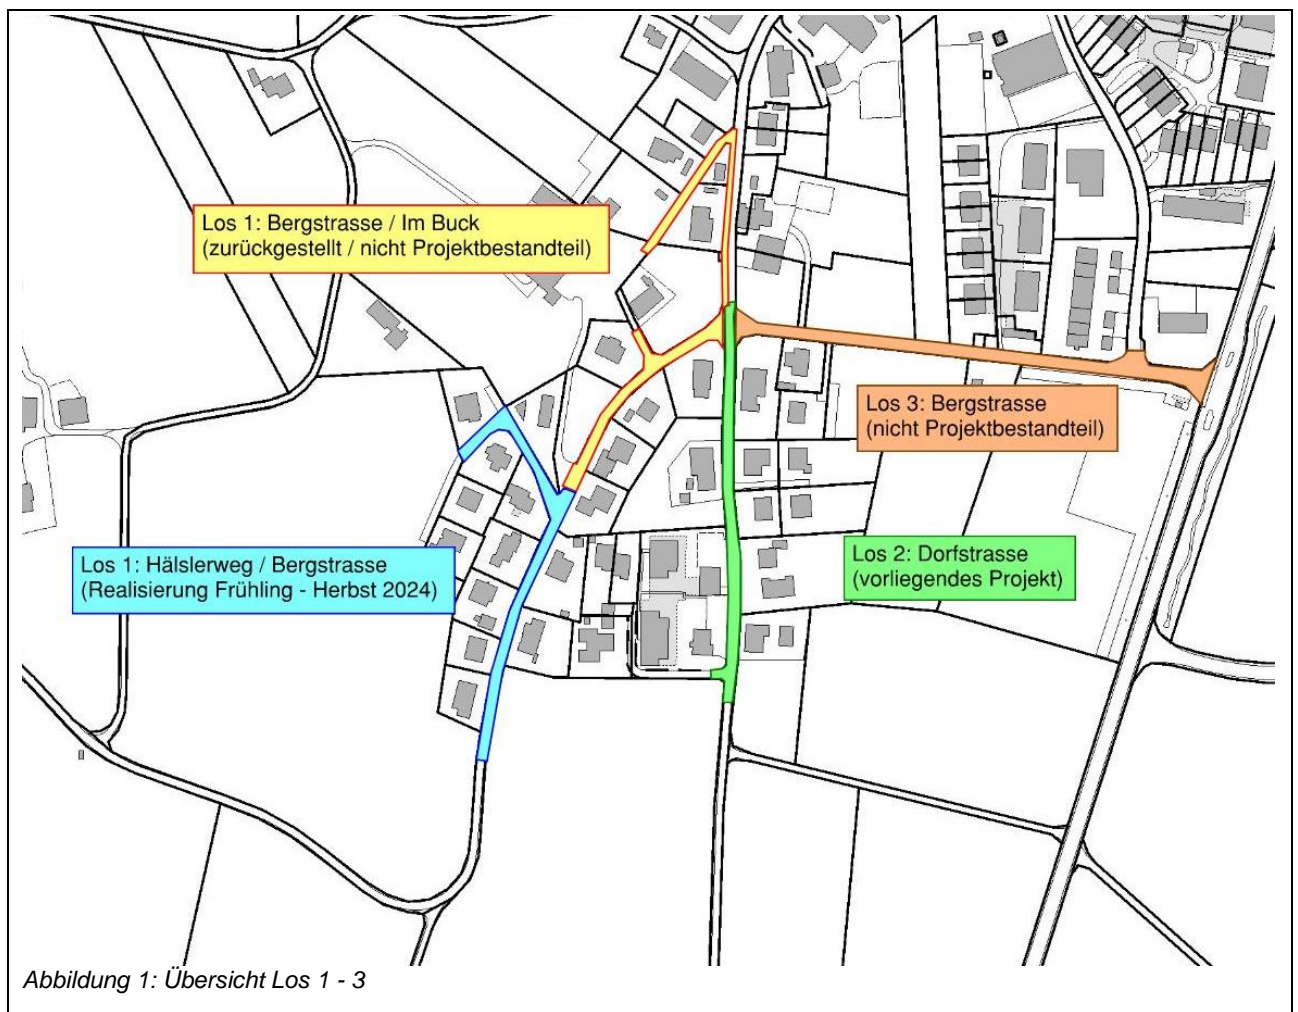 Los 1: Bergstrasse / Im Buck
(zurückgestellt / nicht Projektbestandteil)
Los 3: Bergstrasse
(nicht Projektbestandteil)
Los 1: Hälslerweg / Bergstrasse
(Realisierung Frühling - Herbst 2024)
Los 2: Dorfstrasse
(vorliegendes Projekt)
Abbildung 1: Übersicht Los 1 - 3